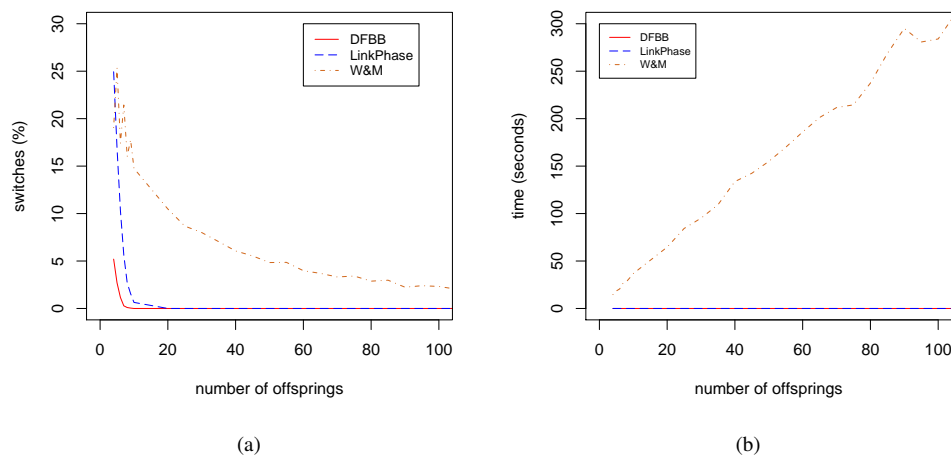 switches (%)
30
25
20
15
10
5
0
0 20 40 60 80 100
number of offsprings
DFBB
LinkPhase
W&M
(a)
time (seconds)
300
250
200
150
100
50
0
0 20 40 60 80 100
number of offsprings
DFBB
LinkPhase
W&M
(b)